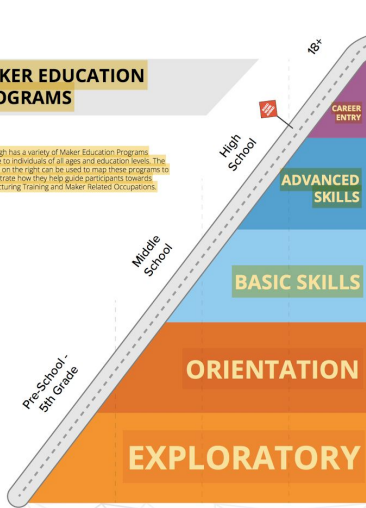 KER EDUCATION
OGRAMS
gh has a variety of Maker Education Programs
e to individuals of all ages and education levels. The
on the right can be used to map these programs to
trate how they help guide participants towards
cturing Training and Maker Related Occupations.
18+
High
School
Middle
School
Pre-School -
5th Grade
CAREER
ENTRY
ADVANCED
SKILLS
BASIC SKILLS
ORIENTATION
EXPLORATORY